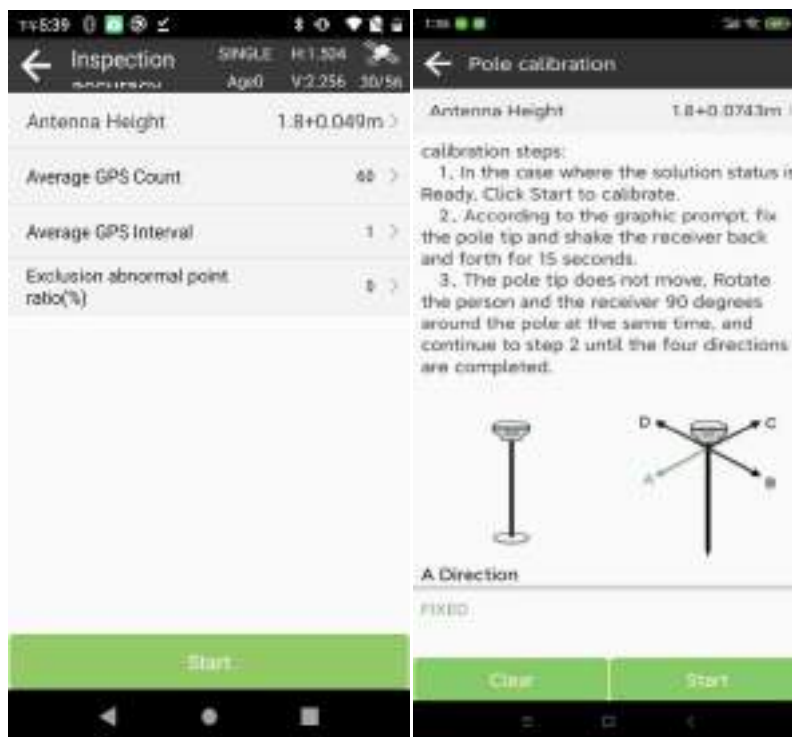 下午5:39
Inspection
accuracy
SINGLE H:1.504
Age0 V:2.256 30/56
Antenna Height 1.8+0.049m >
Average GPS Count 60 >
Average GPS Interval 1 >
Exclusion abnormal point
ratio(%) 0 >
Start
Pole calibration
Antenna Height 1.8+0.0743m
calibration steps:
1. In the case where the solution status is
Ready, Click Start to calibrate.
2. According to the graphic prompt, fix
the pole tip and shake the receiver back
and forth for 15 seconds.
3. The pole tip does not move, Rotate
the person and the receiver 90 degrees
around the pole at the same time, and
continue to step 2 until the four directions
are completed.
D C
A B
A Direction
FIXED
Clear Start